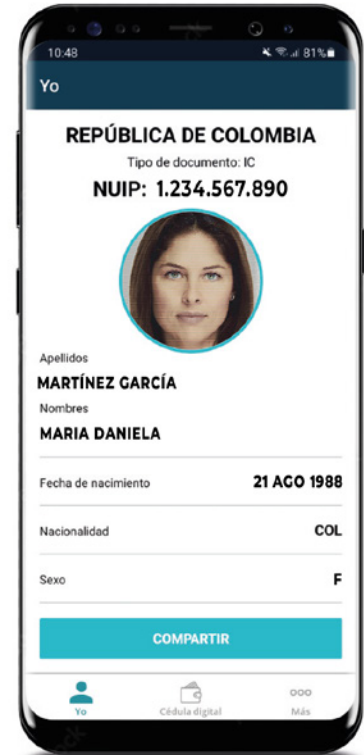 10:48 81%
Yo
REPÚBLICA DE COLOMBIA
Tipo de documento: IC
NUIP: 1.234.567.890
Apellidos
MARTÍNEZ GARCÍA
Nombres
MARIA DANIELA
Fecha de nacimiento 21 AGO 1988
Nacionalidad COL
Sexo F
COMPARTIR
Yo Cédula digital Más